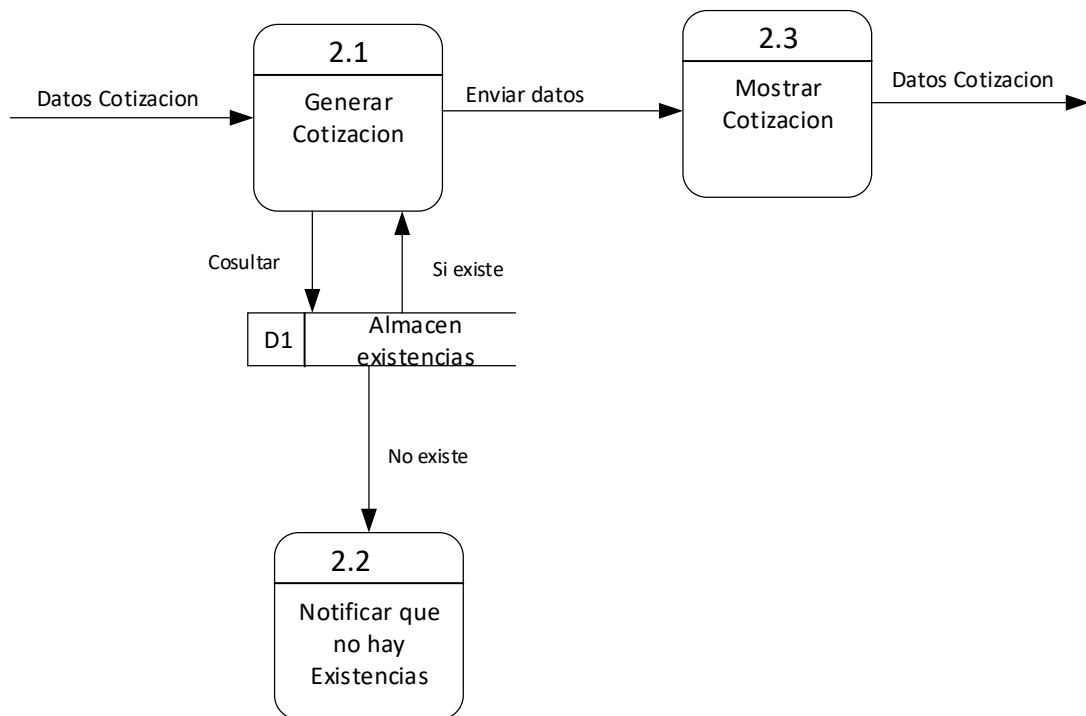 2.1
2.3
Datos Cotizacion
Generar
Cotizacion
Enviar datos
Mostrar
Cotizacion
Datos Cotizacion
Cosultar
Si existe
D1
Almacen
existencias
No existe
2.2
Notificar que
no hay
Existencias